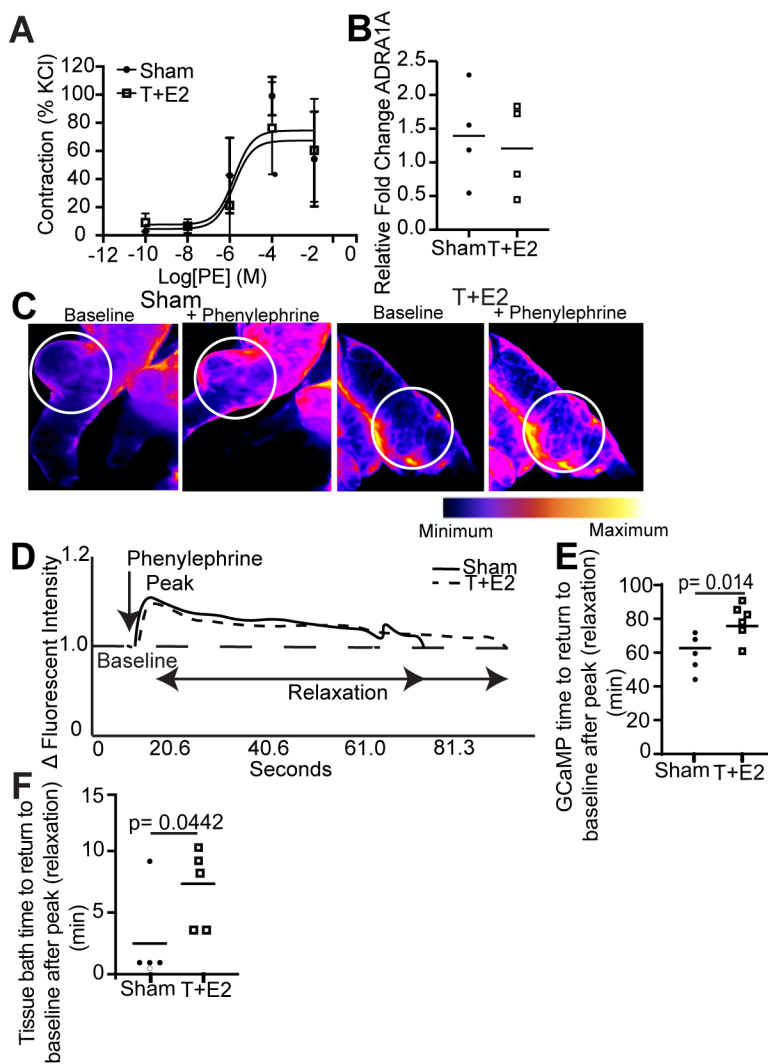 A
Contraction (% KCl)
120
100
80
60
40
20
0
Sham
T+E2
-12 -10 -8 -6 -4 -2 0
Log[PE] (M)
B
Relative Fold Change ADRA1A
2.5
2.0
1.5
1.0
0.5
0.0
Sham T+E2
C
Sham
T+E2
Baseline
+ Phenylephrine
Baseline
+ Phenylephrine
Minimum
Maximum
D
Δ Fluorescent Intensity
1.2
1.0
0
Phenylephrine
Peak
Sham
T+E2
Baseline
Relaxation
0 20.6 40.6 61.0 81.3
Seconds
E
GCaMP time to return to
baseline after peak (relaxation)
(min)
100
80
60
40
20
0
p= 0.014
Sham T+E2
F
Tissue bath time to return to
baseline after peak (relaxation)
(min)
15
10
5
0
p= 0.0442
Sham T+E2